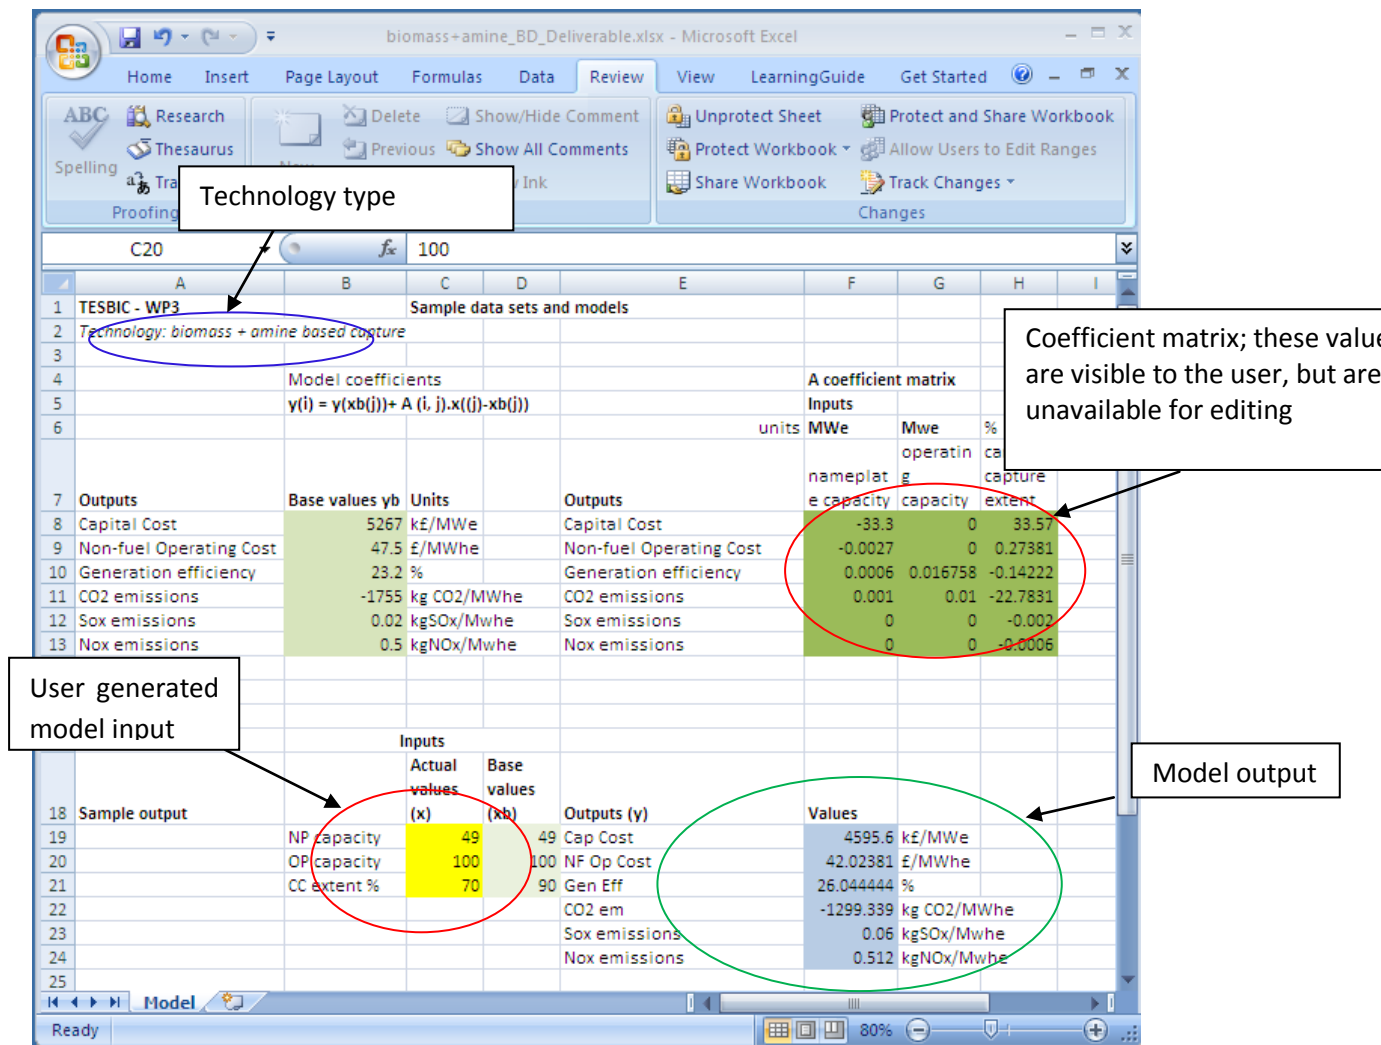 biomass+amine_BD_Deliverable.xlsx - Microsoft Excel
Home Insert Page Layout Formulas Data Review View LearningGuide Get Started
ABC Research Delete Show/Hide Comment Unprotect Sheet Protect and Share Workbook
Spelling Thesaurus Previous Show All Comments Protect Workbook Allow Users to Edit Ranges
Ink Share Workbook Track Changes
Proofing Changes
Technology type
C20 fx 100
A B C D E F G H I
1 TESBIC - WP3 Sample data sets and models
2 Technology: biomass + amine based capture
3
4 Model coefficients A coefficient matrix
5 y(i) = y(xb(j))+ A (i, j).x((j)-xb(j)) Inputs
6 units MWe Mwe %
Coefficient matrix; these value
are visible to the user, but are
unavailable for editing
operatin
nameplat g capture
7 Outputs Base values yb Units Outputs e capacity capacity extent
8 Capital Cost 5267 k£/MWe Capital Cost -33.3 0 33.57
9 Non-fuel Operating Cost 47.5 £/MWhe Non-fuel Operating Cost -0.0027 0 0.27381
10 Generation efficiency 23.2 % Generation efficiency 0.0006 0.016758 -0.14222
11 CO2 emissions -1755 kg CO2/MWhe CO2 emissions 0.001 0.01 -22.7831
12 Sox emissions 0.02 kgSOx/Mwhe Sox emissions 0 0 -0.002
13 Nox emissions 0.5 kgNOx/Mwhe Nox emissions 0 0 -0.0006
User generated
model input
Inputs
Actual Base
values values
18 Sample output (x) (xb) Outputs (y) Values
Model output
19 NP capacity 49 49 Cap Cost 4595.6 k£/MWe
20 OP capacity 100 100 NF Op Cost 42.02381 £/MWhe
21 CC extent % 70 90 Gen Eff 26.044444 %
22 CO2 em -1299.339 kg CO2/MWhe
23 Sox emissions 0.06 kgSOx/Mwhe
24 Nox emissions 0.512 kgNOx/Mwhe
25
Model
Ready 80%